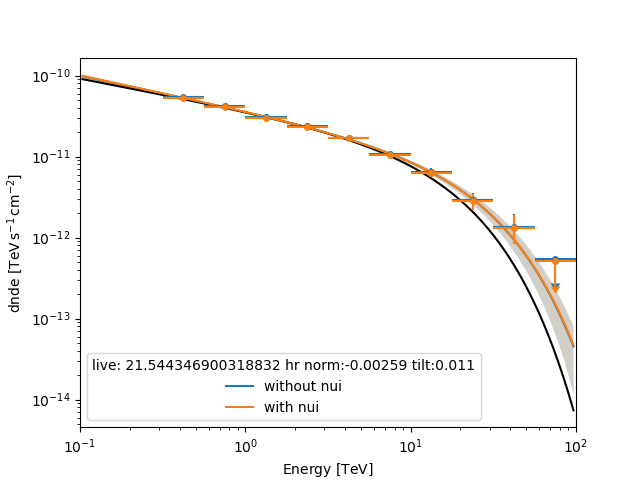 10⁻¹⁰
10⁻¹¹
10⁻¹²
10⁻¹³
10⁻¹⁴
dnde [TeV s⁻¹ cm⁻²]
live: 21.544346900318832 hr norm:-0.00259 tilt:0.011
without nui
with nui
10⁻¹ 10⁰ 10¹ 10²
Energy [TeV]